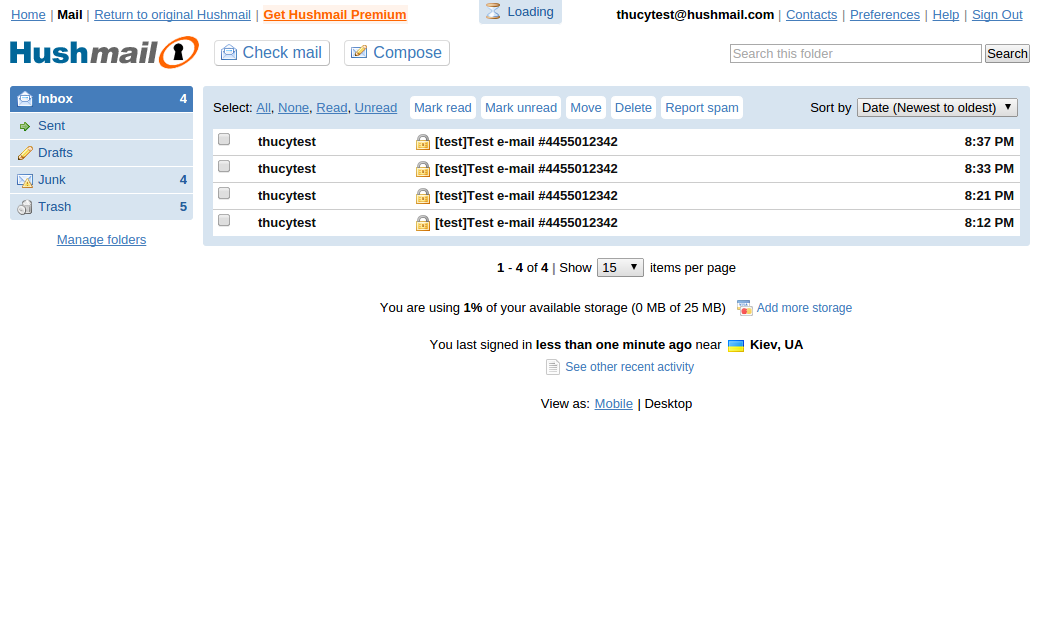 Home | Mail | Return to original Hushmail | Get Hushmail Premium
Loading
thucytest@hushmail.com | Contacts | Preferences | Help | Sign Out
Hushmail
Check mail
Compose
Search this folder
Search
Inbox 4
Sent
Drafts
Junk 4
Trash 5
Manage folders
Select: All, None, Read, Unread Mark read Mark unread Move Delete Report spam Sort by Date (Newest to oldest)
thucytest [test]Test e-mail #4455012342 8:37 PM
thucytest [test]Test e-mail #4455012342 8:33 PM
thucytest [test]Test e-mail #4455012342 8:21 PM
thucytest [test]Test e-mail #4455012342 8:12 PM
1 - 4 of 4 | Show 15 items per page
You are using 1% of your available storage (0 MB of 25 MB) Add more storage
You last signed in less than one minute ago near Kiev, UA
See other recent activity
View as: Mobile | Desktop